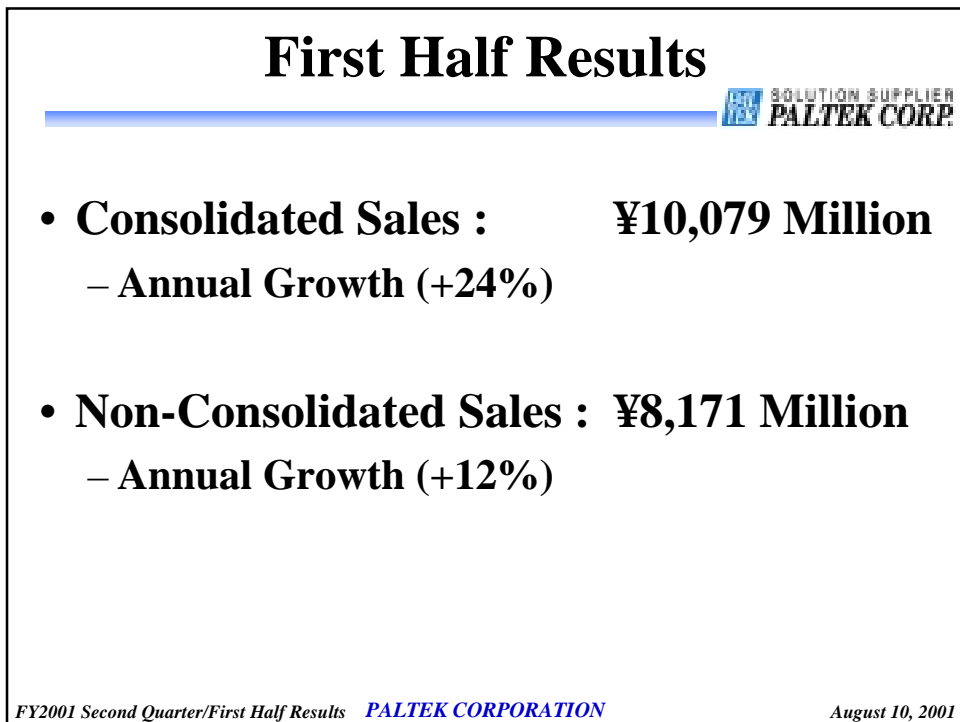 First Half Results
SOLUTION SUPPLIER
PALTEK CORP.
• Consolidated Sales : ¥10,079 Million
– Annual Growth (+24%)
• Non-Consolidated Sales : ¥8,171 Million
– Annual Growth (+12%)
FY2001 Second Quarter/First Half Results PALTEK CORPORATION August 10, 2001